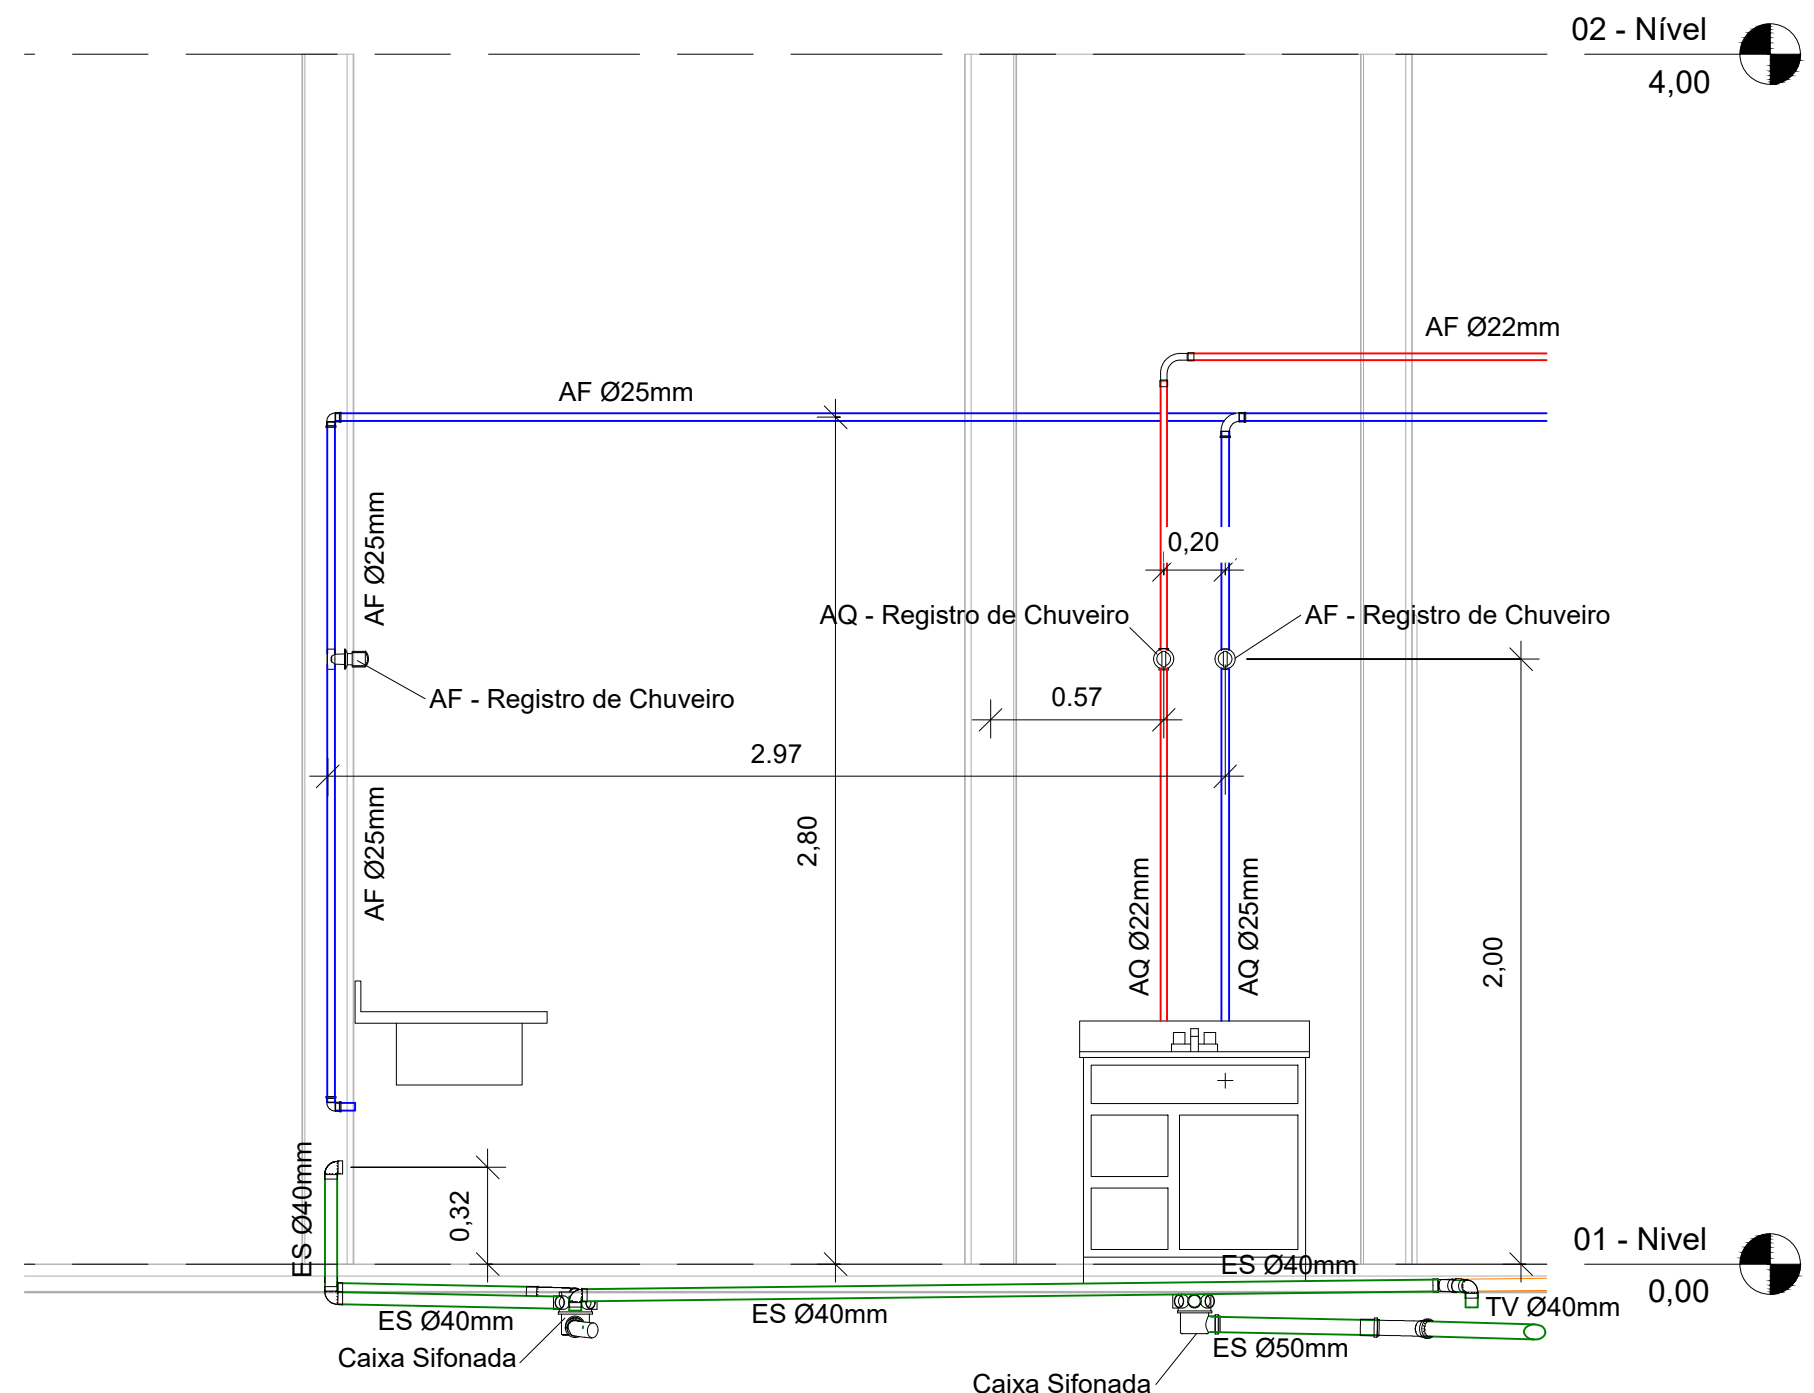 02 - Nível
4,00
AF Ø22mm
AF Ø25mm
AF Ø25mm
0,20
AQ - Registro de Chuveiro
AF - Registro de Chuveiro
AF - Registro de Chuveiro
0.57
2.97
AF Ø25mm
2,80
AQ Ø22mm
AQ Ø25mm
2,00
ES Ø40mm
0,32
01 - Nivel
0,00
ES Ø40mm
TV Ø40mm
ES Ø40mm
ES Ø40mm
ES Ø50mm
Caixa Sifonada
Caixa Sifonada